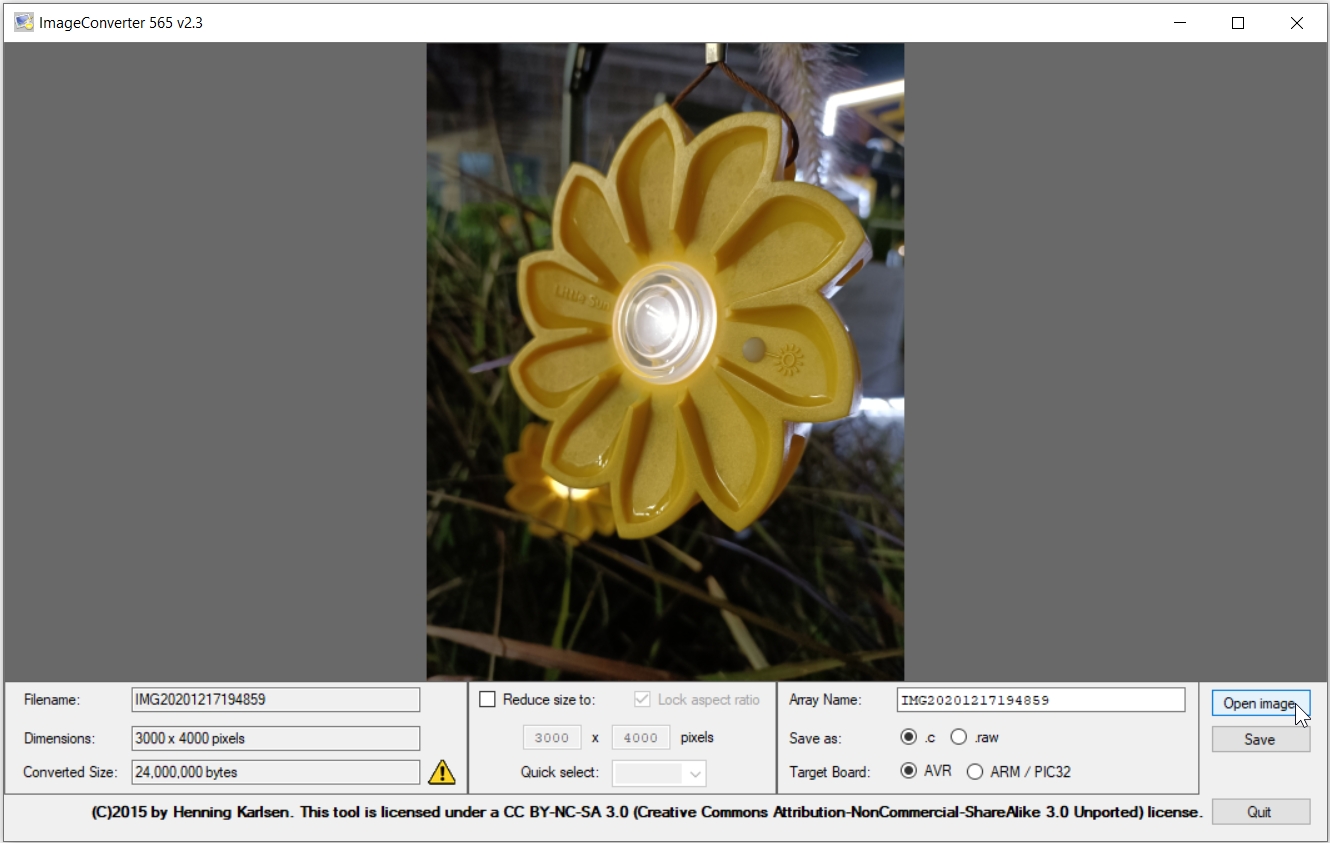 ImageConverter 565 v2.3
Little Sun
Filename: IMG20201217194859
Dimensions: 3000 x 4000 pixels
Converted Size: 24,000,000 bytes
Reduce size to: Lock aspect ratio
3000 x 4000 pixels
Quick select:
Array Name: IMG20201217194859
Save as: .c .raw
Target Board: AVR ARM / PIC32
Open image
Save
(C)2015 by Henning Karlsen. This tool is licensed under a CC BY-NC-SA 3.0 (Creative Commons Attribution-NonCommercial-ShareAlike 3.0 Unported) license.
Quit